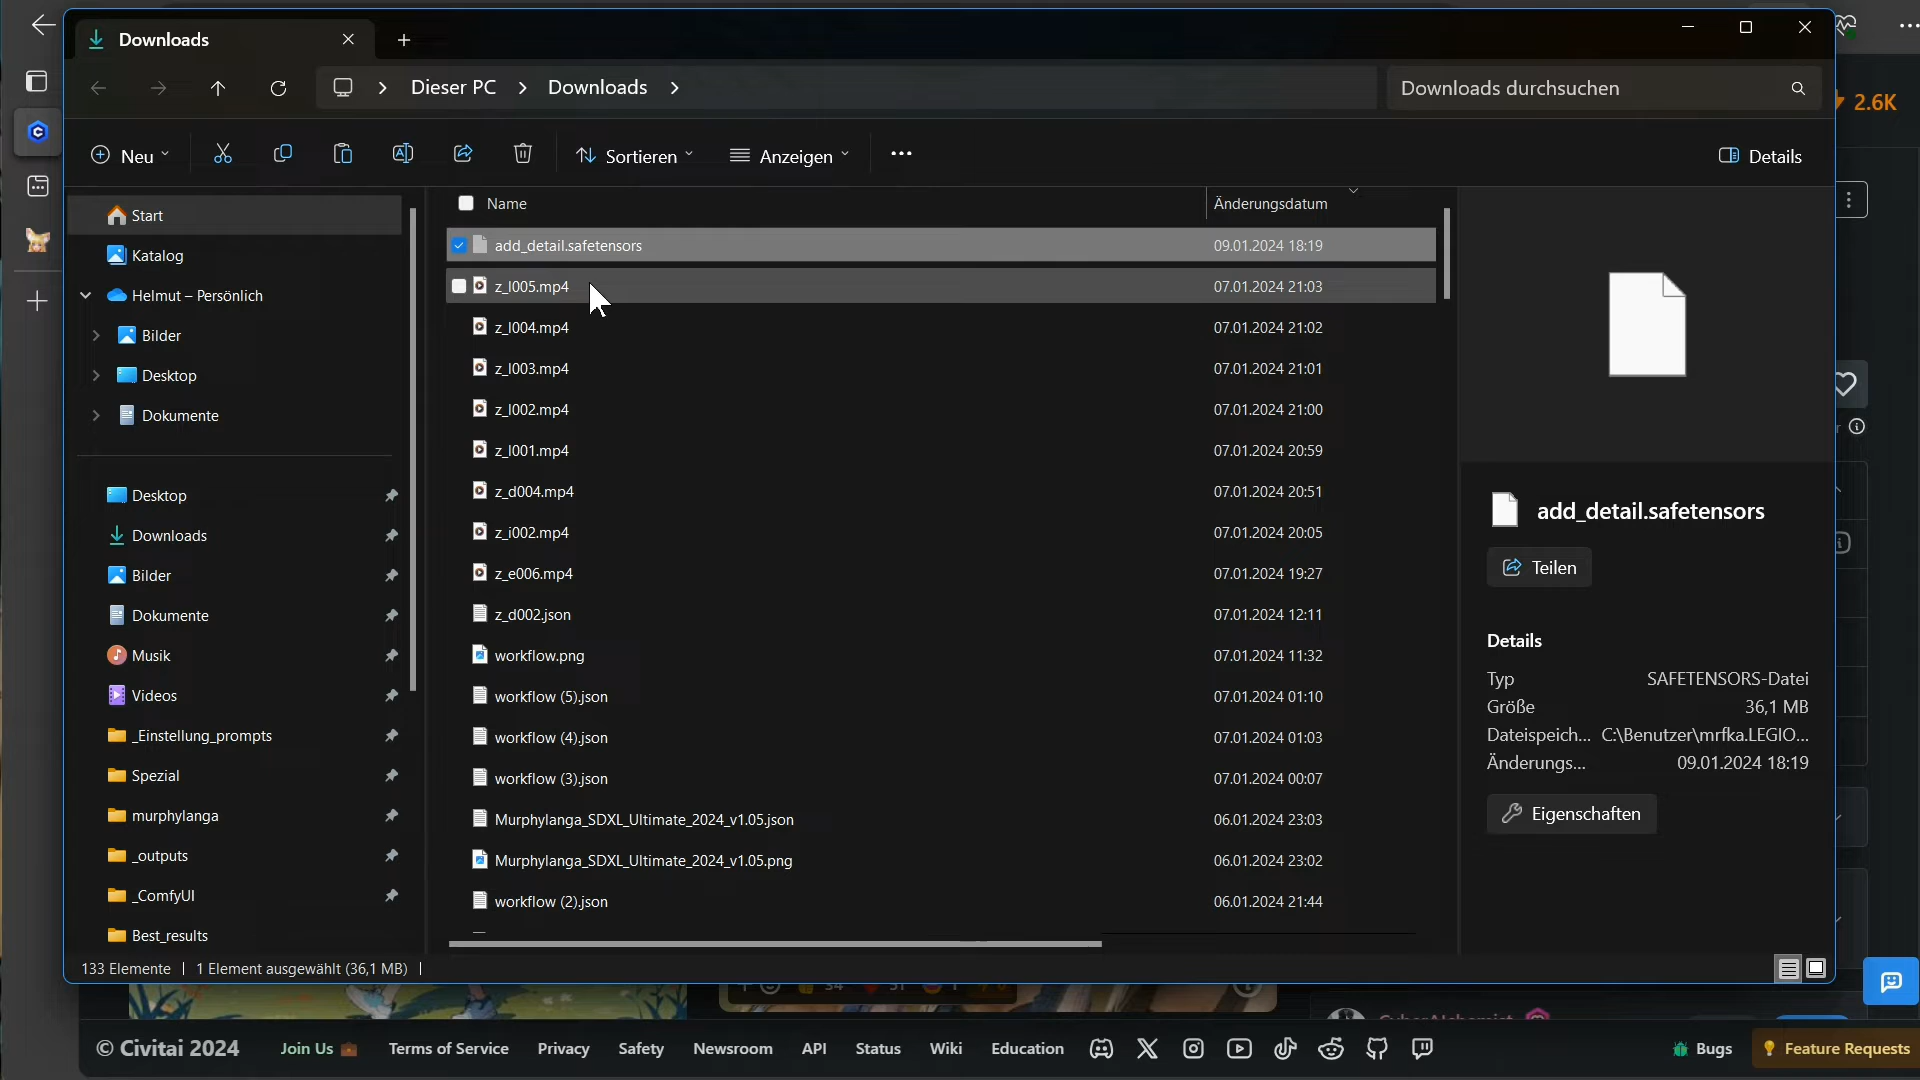 Downloads
Dieser PC > Downloads >
Downloads durchsuchen
2.6K
Neu
Sortieren
Anzeigen
Details
Start
Katalog
Helmut – Persönlich
Bilder
Desktop
Dokumente
Desktop
Downloads
Bilder
Dokumente
Musik
Videos
_Einstellung_prompts
Spezial
murphylanga
_outputs
_ComfyUI
Best_results
Name Änderungsdatum
add_detail.safetensors 09.01.2024 18:19
z_l005.mp4 07.01.2024 21:03
z_l004.mp4 07.01.2024 21:02
z_l003.mp4 07.01.2024 21:01
z_l002.mp4 07.01.2024 21:00
z_l001.mp4 07.01.2024 20:59
z_d004.mp4 07.01.2024 20:51
z_i002.mp4 07.01.2024 20:05
z_e006.mp4 07.01.2024 19:27
z_d002.json 07.01.2024 12:11
workflow.png 07.01.2024 11:32
workflow (5).json 07.01.2024 01:10
workflow (4).json 07.01.2024 01:03
workflow (3).json 07.01.2024 00:07
Murphylanga_SDXL_Ultimate_2024_v1.05.json 06.01.2024 23:03
Murphylanga_SDXL_Ultimate_2024_v1.05.png 06.01.2024 23:02
workflow (2).json 06.01.2024 21:44
add_detail.safetensors
Teilen
Details
Typ SAFETENSORS-Datei
Größe 36,1 MB
Dateispeich... C:\Benutzer\mrfka.LEGIO...
Änderungs... 09.01.2024 18:19
Eigenschaften
133 Elemente | 1 Element ausgewählt (36,1 MB) |
© Civitai 2024 Join Us Terms of Service Privacy Safety Newsroom API Status Wiki Education Bugs Feature Requests